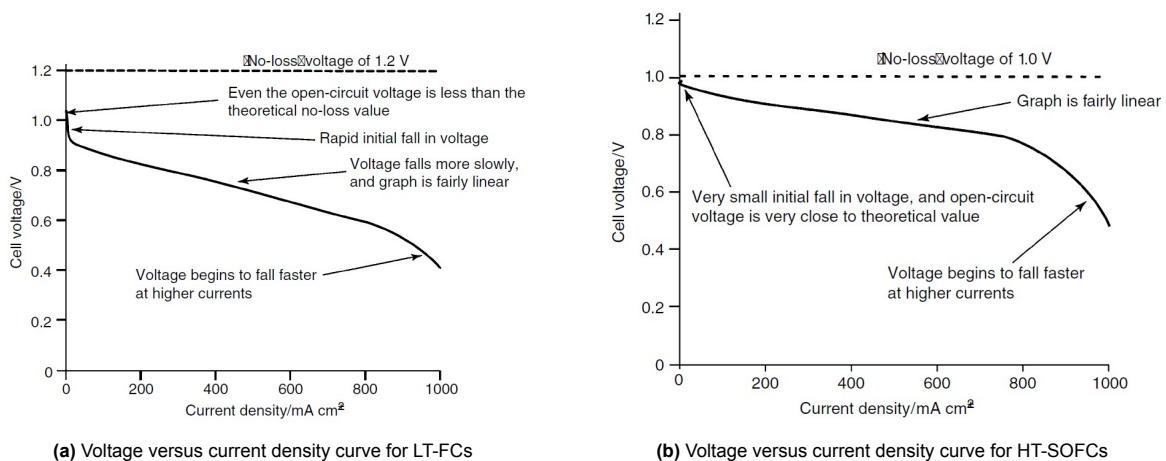 ▯No-loss▯voltage of 1.2 V
1.2
Even the open-circuit voltage is less than the
theoretical no-loss value
1.0
Rapid initial fall in voltage
0.8
Voltage falls more slowly,
and graph is fairly linear
0.6
Cell voltage/V
0.4
Voltage begins to fall faster
at higher currents
0.2
0
0 200 400 600 800 1000
Current density/mA cm²
(a) Voltage versus current density curve for LT-FCs
1.2
▯No-loss▯voltage of 1.0 V
1.0
Graph is fairly linear
0.8
Very small initial fall in voltage, and open-circuit
voltage is very close to theoretical value
0.6
Cell voltage/V
0.4
Voltage begins to fall faster
at higher currents
0.2
0
0 200 400 600 800 1000
Current density/mA cm²
(b) Voltage versus current density curve for HT-SOFCs